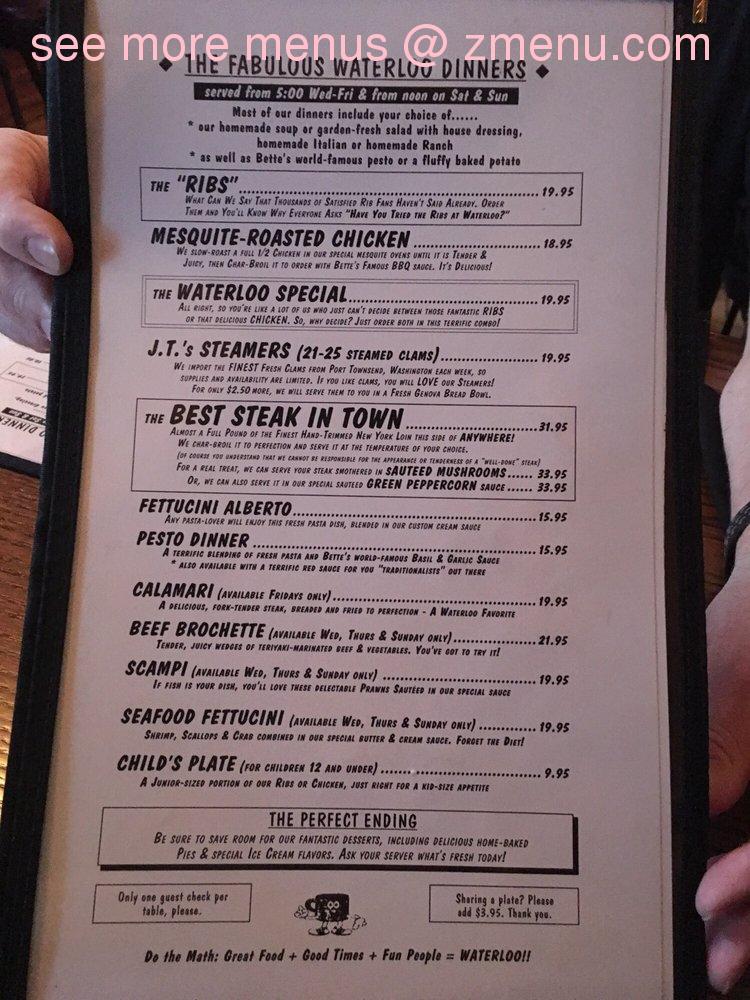 see more menus @ zmenu.com
◆ THE FABULOUS WATERLOO DINNERS ◆
served from 5:00 Wed-Fri & from noon on Sat & Sun
Most of our dinners include your choice of......
* our homemade soup or garden-fresh salad with house dressing,
homemade Italian or homemade Ranch
* as well as Bette's world-famous pesto or a fluffy baked potato
THE "RIBS" 19.95
WHAT CAN WE SAY THAT THOUSANDS OF SATISFIED RIB FANS HAVEN'T SAID ALREADY. ORDER
THEM AND YOU'LL KNOW WHY EVERYONE ASKS "HAVE YOU TRIED THE RIBS AT WATERLOO?"
MESQUITE-ROASTED CHICKEN 18.95
WE SLOW-ROAST A FULL 1/2 CHICKEN IN OUR SPECIAL MESQUITE OVENS UNTIL IT IS TENDER &
JUICY, THEN CHAR-BROIL IT TO ORDER WITH BETTE'S FAMOUS BBQ SAUCE. IT'S DELICIOUS!
THE WATERLOO SPECIAL 19.95
ALL RIGHT, SO YOU'RE LIKE A LOT OF US WHO JUST CAN'T DECIDE BETWEEN THOSE FANTASTIC RIBS
OR THAT DELICIOUS CHICKEN. SO, WHY DECIDE? JUST ORDER BOTH IN THIS TERRIFIC COMBO!
J.T.'S STEAMERS (21-25 STEAMED CLAMS) 19.95
WE IMPORT THE FINEST FRESH CLAMS FROM PORT TOWNSEND, WASHINGTON EACH WEEK, SO
SUPPLIES AND AVAILABILITY ARE LIMITED. IF YOU LIKE CLAMS, YOU WILL LOVE OUR STEAMERS!
FOR ONLY $2.50 MORE, WE WILL SERVE THEM TO YOU IN A FRESH GENOVA BREAD BOWL.
THE BEST STEAK IN TOWN 31.95
ALMOST A FULL POUND OF THE FINEST HAND-TRIMMED NEW YORK LOIN THIS SIDE OF ANYWHERE!
WE CHAR-BROIL IT TO PERFECTION AND SERVE IT AT THE TEMPERATURE OF YOUR CHOICE.
(OF COURSE YOU UNDERSTAND THAT WE CANNOT BE RESPONSIBLE FOR THE APPEARANCE OR TENDERNESS OF A "WELL-DONE" STEAK)
FOR A REAL TREAT, WE CAN SERVE YOUR STEAK SMOTHERED IN SAUTEED MUSHROOMS...... 33.95
OR, WE CAN ALSO SERVE IT IN OUR SPECIAL SAUTEED GREEN PEPPERCORN SAUCE...... 33.95
FETTUCINI ALBERTO 15.95
ANY PASTA-LOVER WILL ENJOY THIS FRESH PASTA DISH, BLENDED IN OUR CUSTOM CREAM SAUCE
PESTO DINNER 15.95
A TERRIFIC BLENDING OF FRESH PASTA AND BETTE'S WORLD-FAMOUS BASIL & GARLIC SAUCE
* ALSO AVAILABLE WITH A TERRIFIC RED SAUCE FOR YOU "TRADITIONALISTS" OUT THERE
CALAMARI (AVAILABLE FRIDAYS ONLY) 19.95
A DELICIOUS, FORK-TENDER STEAK, BREADED AND FRIED TO PERFECTION - A WATERLOO FAVORITE
BEEF BROCHETTE (AVAILABLE WED, THURS & SUNDAY ONLY) 21.95
TENDER, JUICY WEDGES OF TERIYAKI-MARINATED BEEF & VEGETABLES. YOU'VE GOT TO TRY IT!
SCAMPI (AVAILABLE WED, THURS & SUNDAY ONLY) 19.95
IF FISH IS YOUR DISH, YOU'LL LOVE THESE DELECTABLE PRAWNS SAUTEED IN OUR SPECIAL SAUCE
SEAFOOD FETTUCINI (AVAILABLE WED, THURS & SUNDAY ONLY) 19.95
SHRIMP, SCALLOPS & CRAB COMBINED IN OUR SPECIAL BUTTER & CREAM SAUCE. FORGET THE DIET!
CHILD'S PLATE (FOR CHILDREN 12 AND UNDER) 9.95
A JUNIOR-SIZED PORTION OF OUR RIBS OR CHICKEN, JUST RIGHT FOR A KID-SIZE APPETITE
THE PERFECT ENDING
BE SURE TO SAVE ROOM FOR OUR FANTASTIC DESSERTS, INCLUDING DELICIOUS HOME-BAKED
PIES & SPECIAL ICE CREAM FLAVORS. ASK YOUR SERVER WHAT'S FRESH TODAY!
Only one guest check per
table, please.
Sharing a plate? Please
add $3.95. Thank you.
Do the Math: Great Food + Good Times + Fun People = WATERLOO!!